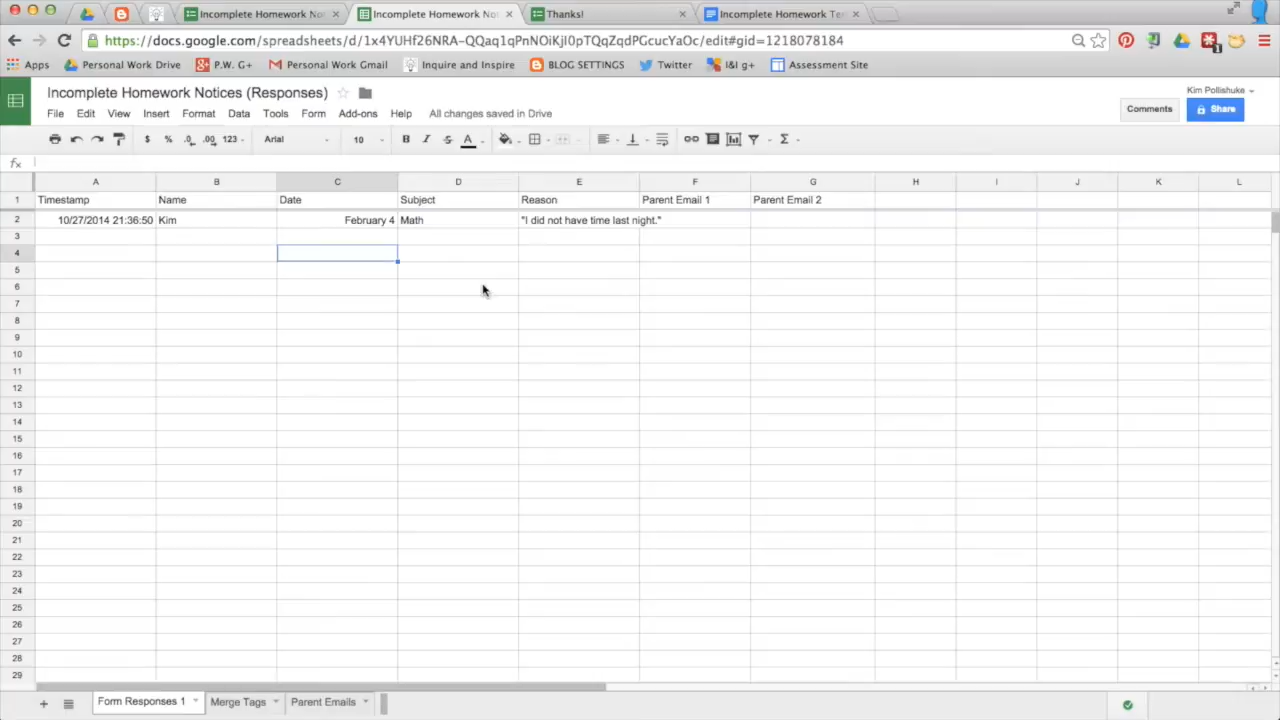 Incomplete Homework Not
Incomplete Homework Not
Thanks!
Incomplete Homework Te
https://docs.google.com/spreadsheets/d/1x4YUHf26NRA-QQaq1qPnNOiKjI0pTQqZqdPGcucYaOc/edit#gid=1218078184
Apps
Personal Work Drive
P.W. G+
Personal Work Gmail
Inquire and Inspire
BLOG SETTINGS
Twitter
I&I g+
Assessment Site
Incomplete Homework Notices (Responses)
Kim Pollishuke
File Edit View Insert Format Data Tools Form Add-ons Help All changes saved in Drive
Comments
Share
$ % .0 .00 123 Arial 10 B I S A Σ
fx
A B C D E F G H I J K L
1 Timestamp Name Date Subject Reason Parent Email 1 Parent Email 2
2 10/27/2014 21:36:50 Kim February 4 Math "I did not have time last night."
3
4
5
6
7
8
9
10
11
12
13
14
15
16
17
18
19
20
21
22
23
24
25
26
27
28
29
+ Form Responses 1 Merge Tags Parent Emails